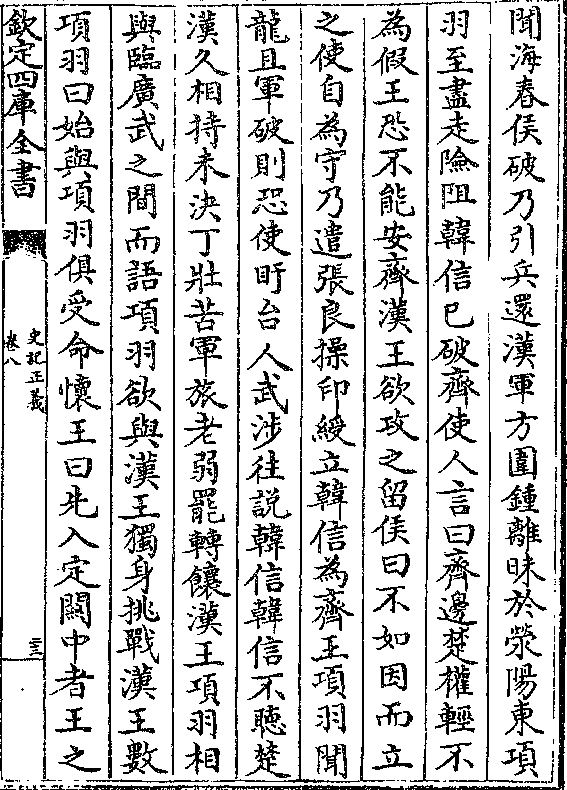 聞海春侯破乃引兵還漢軍方圍鍾離昧於滎陽東項
羽至盡走險阻韓信已破齊使人言曰齊邊楚權輕不
為假王恐不能安齊漢王欲攻之留侯曰不如因而立
之使自為守乃遣張良操印綬立韓信為齊王項羽聞
龍且軍破則恐使盱台人武涉往說韓信韓信不聽楚
漢久相持未決丁壯苦軍旅老弱罷轉饟漢王項羽相
與臨廣武之間而語項羽欲與漢王獨身挑戰漢王數
項羽曰始與項羽俱受命懷王曰先入定關中者王之
欽定四庫全書
史記正義
卷八
二三